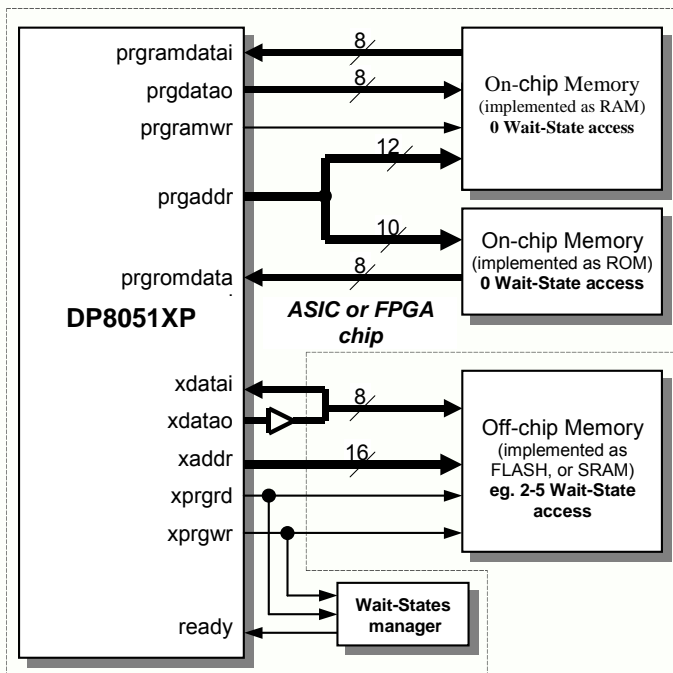 prgramdatai
8
prgdatao
8
prgramwr
prgaddr
12
10
prgromdata
8
DP8051XP
ASIC or FPGA
chip
On-chip Memory
(implemented as RAM)
0 Wait-State access
On-chip Memory
(implemented as ROM)
0 Wait-State access
xdatai
xdatao
8
xaddr
16
xprgrd
xprgwr
ready
Off-chip Memory
(implemented as
FLASH, or SRAM)
eg. 2-5 Wait-State
access
Wait-States
manager